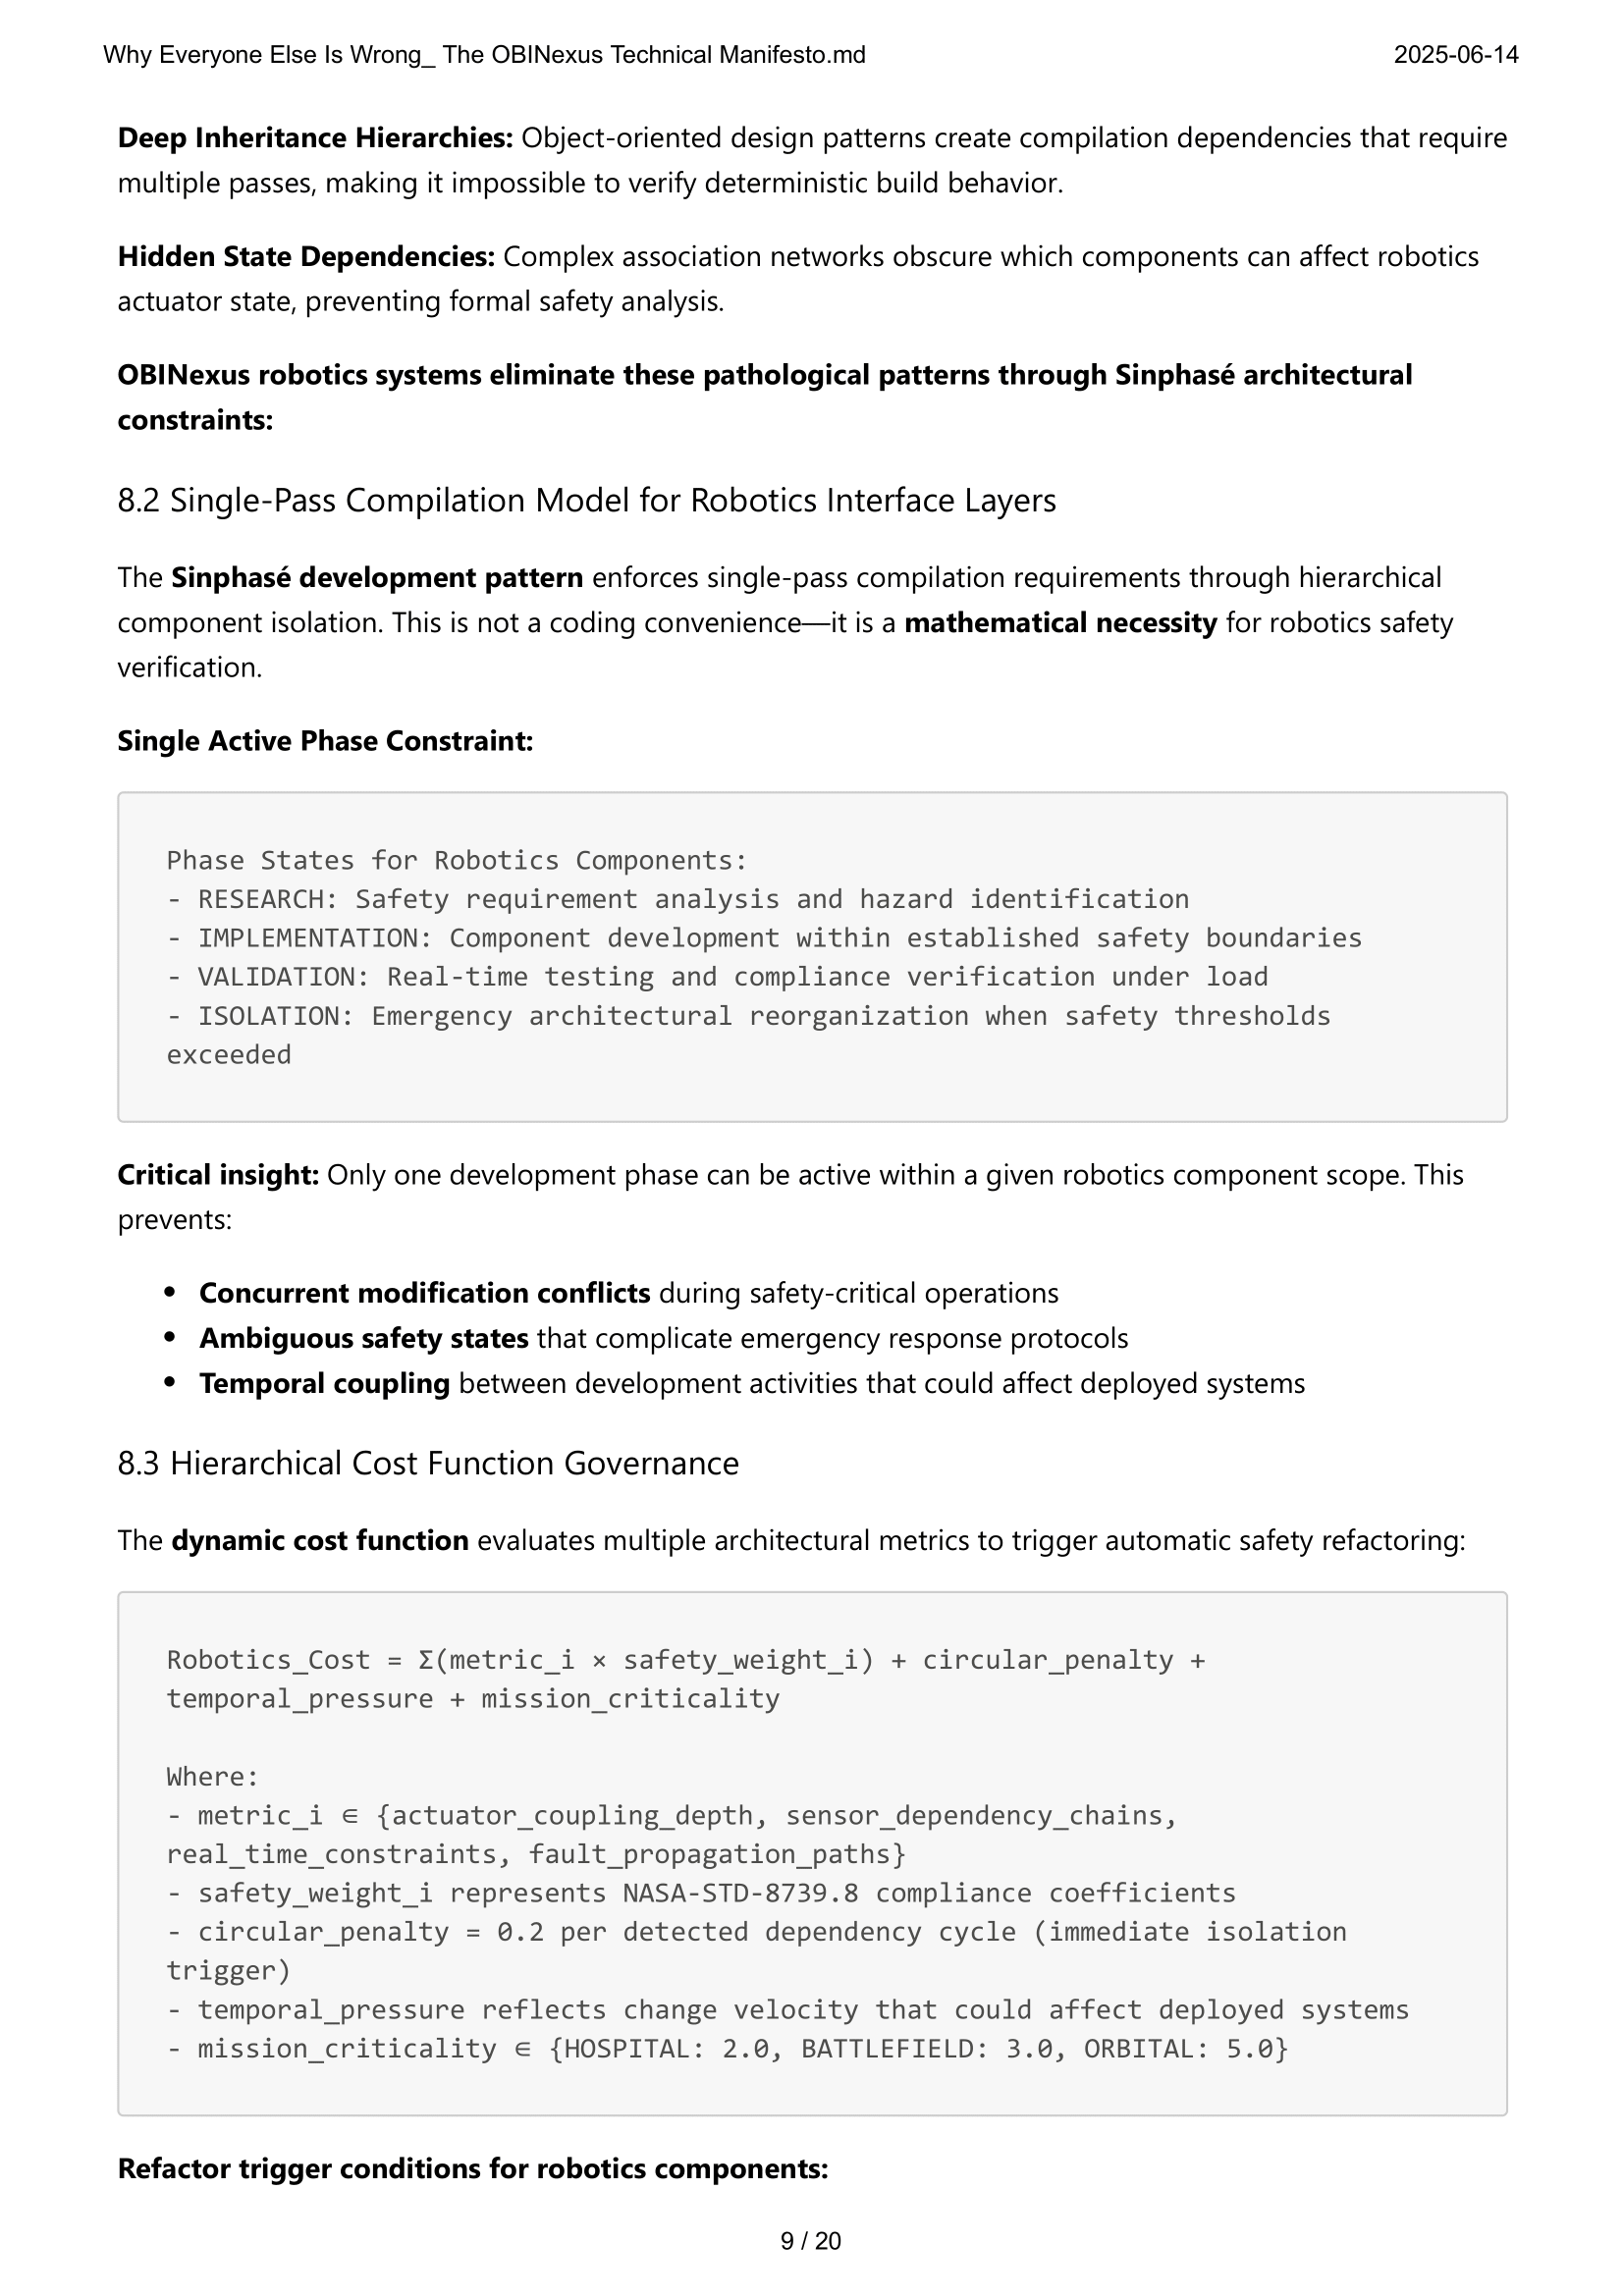 Why Everyone Else Is Wrong_ The OBINexus Technical Manifesto.md 2025-06-14
Deep Inheritance Hierarchies: Object-oriented design patterns create compilation dependencies that require
multiple passes, making it impossible to verify deterministic build behavior.
Hidden State Dependencies: Complex association networks obscure which components can affect robotics
actuator state, preventing formal safety analysis.
OBINexus robotics systems eliminate these pathological patterns through Sinphasé architectural
constraints:
8.2 Single-Pass Compilation Model for Robotics Interface Layers
The Sinphasé development pattern enforces single-pass compilation requirements through hierarchical
component isolation. This is not a coding convenience—it is a mathematical necessity for robotics safety
verification.
Single Active Phase Constraint:
Phase States for Robotics Components:
- RESEARCH: Safety requirement analysis and hazard identification
- IMPLEMENTATION: Component development within established safety boundaries
- VALIDATION: Real-time testing and compliance verification under load
- ISOLATION: Emergency architectural reorganization when safety thresholds
exceeded
Critical insight: Only one development phase can be active within a given robotics component scope. This
prevents:
• Concurrent modification conflicts during safety-critical operations
• Ambiguous safety states that complicate emergency response protocols
• Temporal coupling between development activities that could affect deployed systems
8.3 Hierarchical Cost Function Governance
The dynamic cost function evaluates multiple architectural metrics to trigger automatic safety refactoring:
Robotics_Cost = Σ(metric_i × safety_weight_i) + circular_penalty +
temporal_pressure + mission_criticality
Where:
- metric_i ∈ {actuator_coupling_depth, sensor_dependency_chains,
real_time_constraints, fault_propagation_paths}
- safety_weight_i represents NASA-STD-8739.8 compliance coefficients
- circular_penalty = 0.2 per detected dependency cycle (immediate isolation
trigger)
- temporal_pressure reflects change velocity that could affect deployed systems
- mission_criticality ∈ {HOSPITAL: 2.0, BATTLEFIELD: 3.0, ORBITAL: 5.0}
Refactor trigger conditions for robotics components:
9 / 20